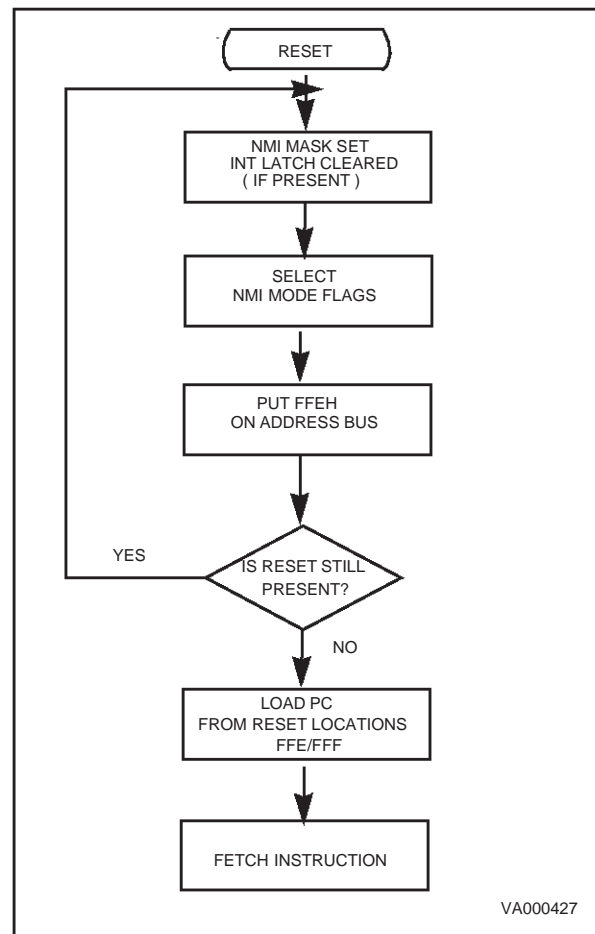 RESET
NMI MASK SET
INT LATCH CLEARED
( IF PRESENT )
SELECT
NMI MODE FLAGS
PUT FFEH
ON ADDRESS BUS
YES
IS RESET STILL
PRESENT?
NO
LOAD PC
FROM RESET LOCATIONS
FFE/FFF
FETCH INSTRUCTION
VA000427